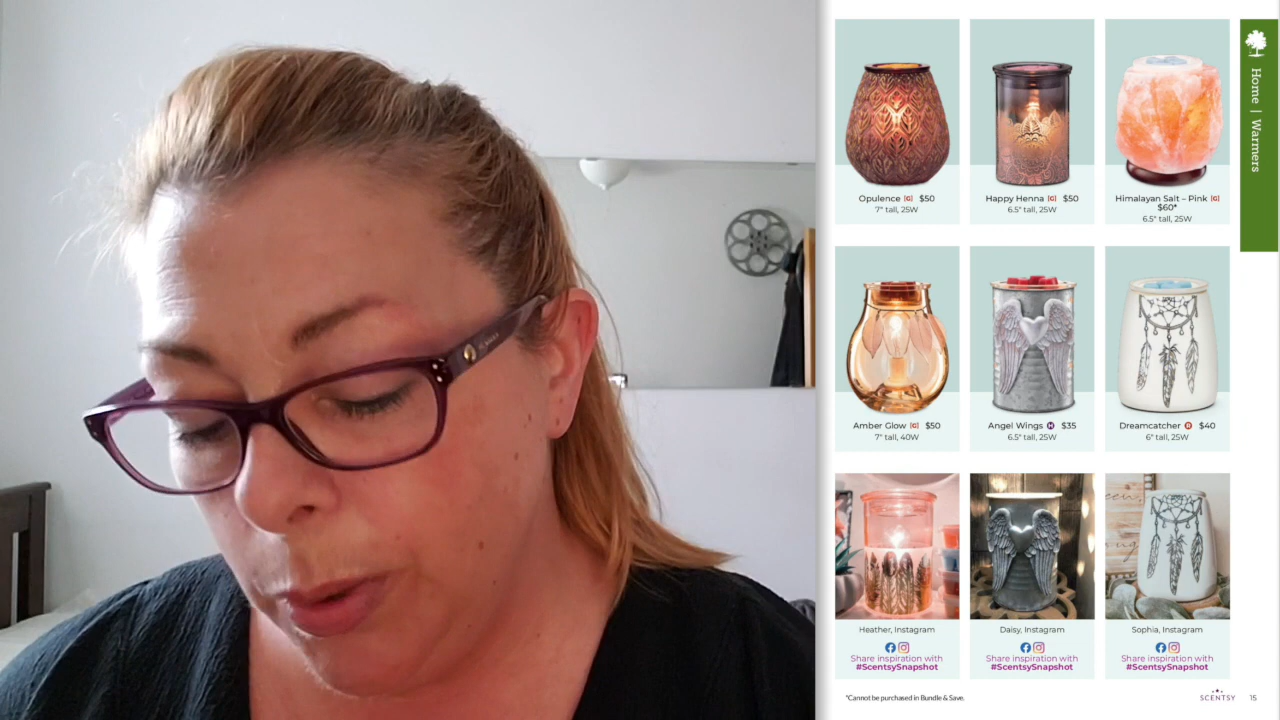 Home | Warmers
Opulence [G] $50
7" tall, 25W
Happy Henna [G] $50
6.5" tall, 25W
Himalayan Salt – Pink [G]
$60*
6.5" tall, 25W
Amber Glow [G] $50
7" tall, 40W
Angel Wings H $35
6.5" tall, 25W
Dreamcatcher R $40
6" tall, 25W
Heather, Instagram
Share inspiration with
#ScentsySnapshot
Daisy, Instagram
Share inspiration with
#ScentsySnapshot
Sophia, Instagram
Share inspiration with
#ScentsySnapshot
*Cannot be purchased in Bundle & Save.
SCENTSY 15